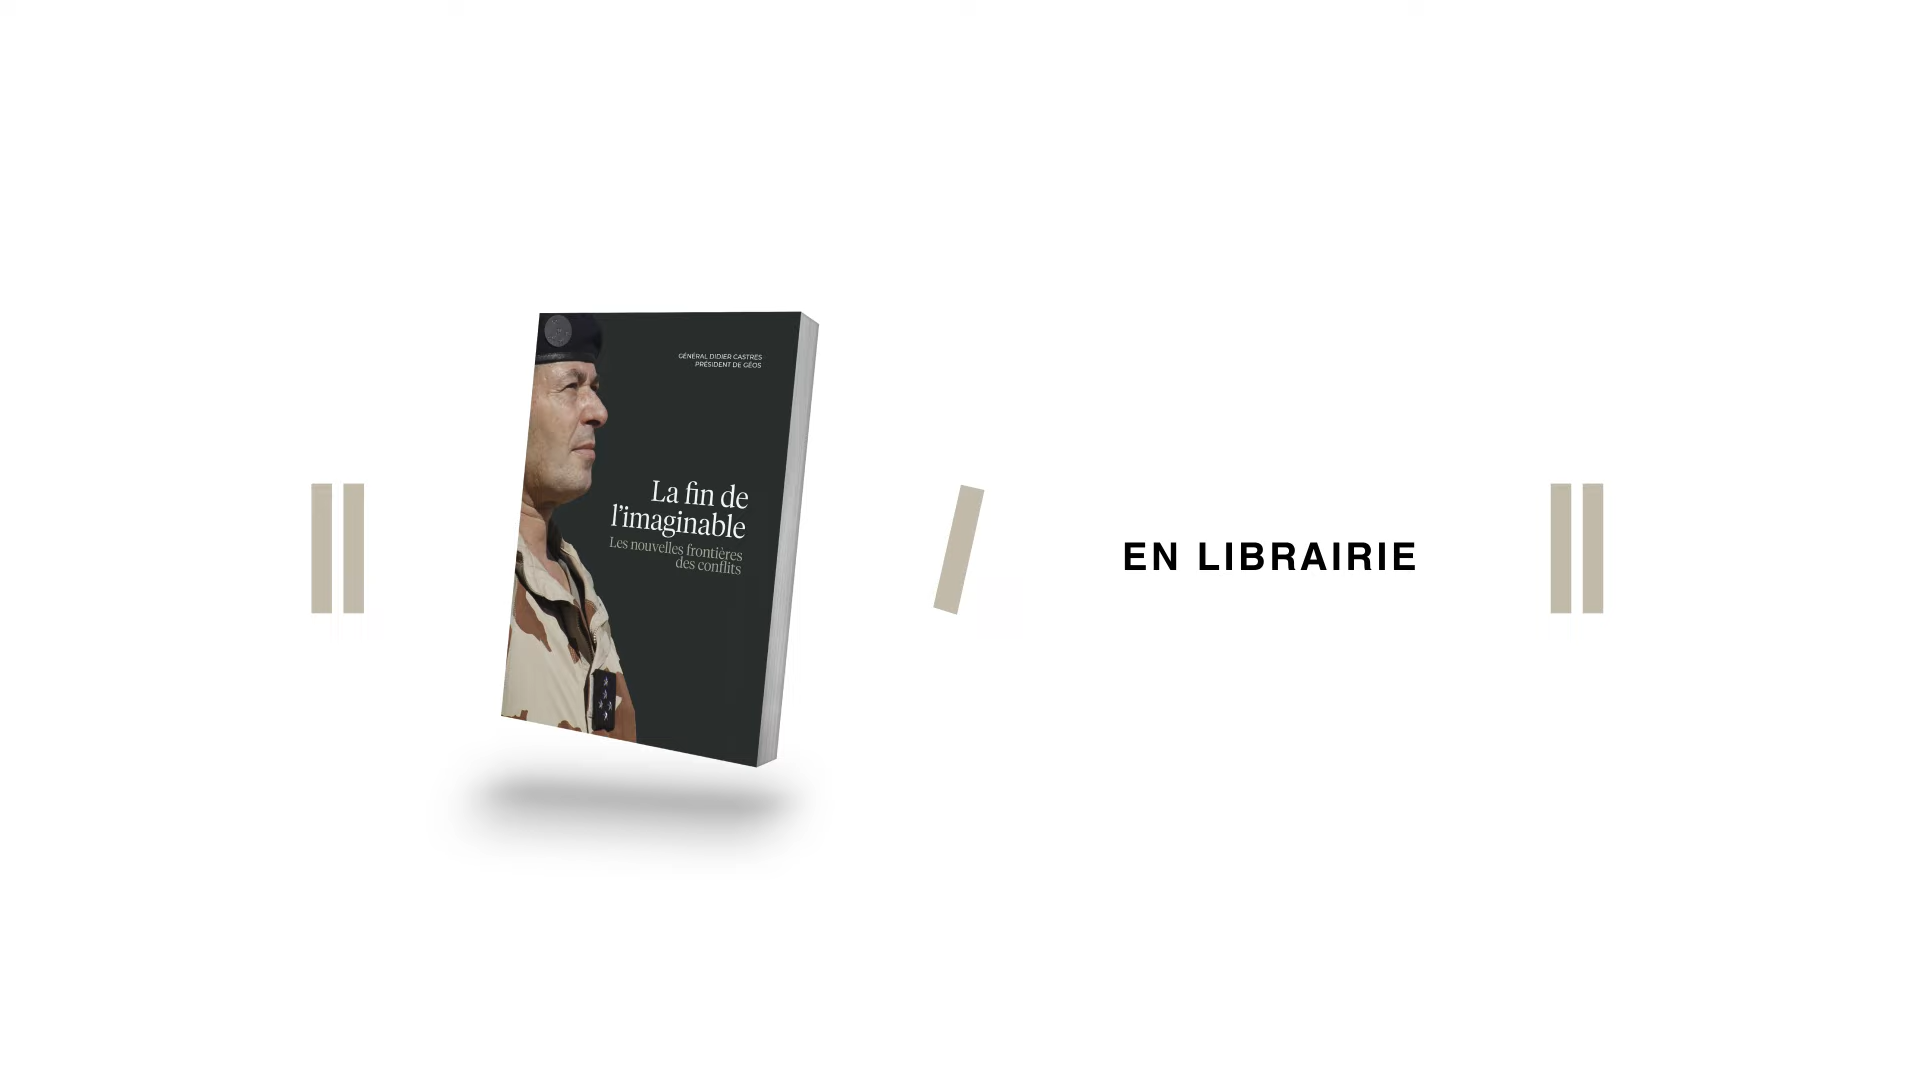 GÉNÉRAL DIDIER CASTRES
PRÉSIDENT DE GÉOS
La fin de
l'imaginable
Les nouvelles frontières
des conflits
EN LIBRAIRIE